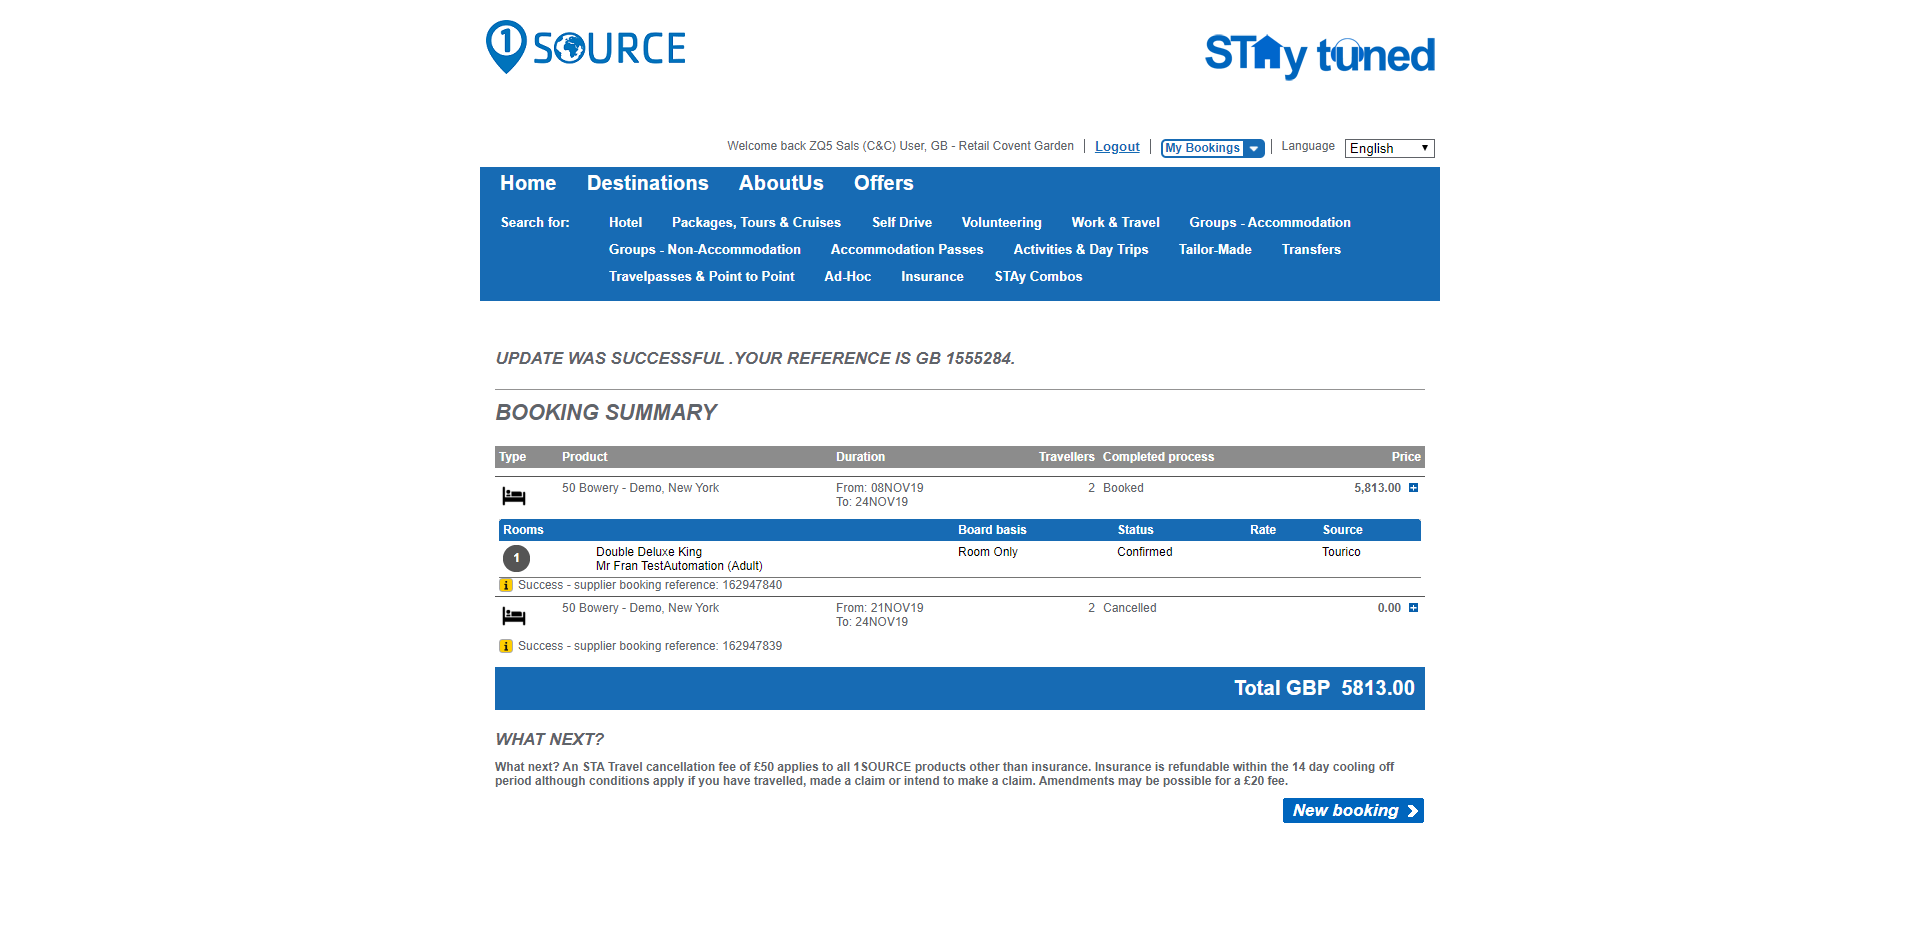 1 SOURCE
STAy tuned
Welcome back ZQ5 Sals (C&C) User, GB - Retail Covent Garden | Logout | My Bookings | Language English
Home Destinations AboutUs Offers
Search for: Hotel Packages, Tours & Cruises Self Drive Volunteering Work & Travel Groups - Accommodation
Groups - Non-Accommodation Accommodation Passes Activities & Day Trips Tailor-Made Transfers
Travelpasses & Point to Point Ad-Hoc Insurance STAy Combos
UPDATE WAS SUCCESSFUL .YOUR REFERENCE IS GB 1555284.
BOOKING SUMMARY
Type Product Duration Travellers Completed process Price
50 Bowery - Demo, New York From: 08NOV19 2 Booked 5,813.00
To: 24NOV19
Rooms Board basis Status Rate Source
1 Double Deluxe King Room Only Confirmed Tourico
Mr Fran TestAutomation (Adult)
Success - supplier booking reference: 162947840
50 Bowery - Demo, New York From: 21NOV19 2 Cancelled 0.00
To: 24NOV19
Success - supplier booking reference: 162947839
Total GBP 5813.00
WHAT NEXT?
What next? An STA Travel cancellation fee of £50 applies to all 1SOURCE products other than insurance. Insurance is refundable within the 14 day cooling off
period although conditions apply if you have travelled, made a claim or intend to make a claim. Amendments may be possible for a £20 fee.
New booking